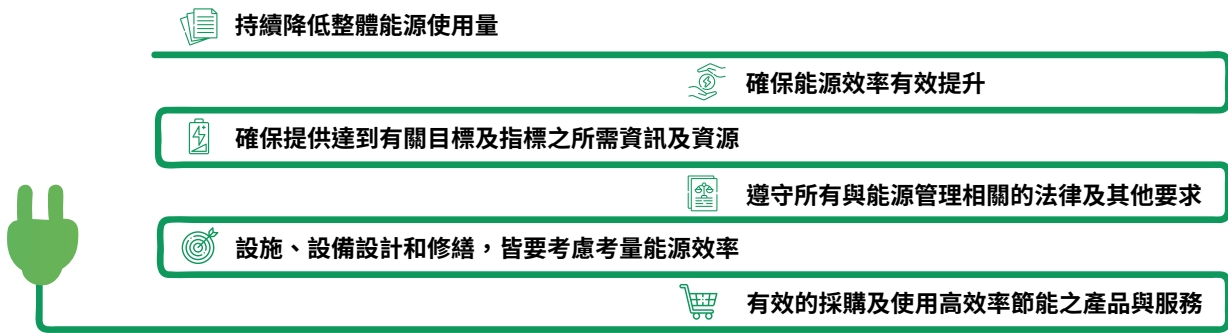 持續降低整體能源使用量
確保能源效率有效提升
確保提供達到有關目標及指標之所需資訊及資源
遵守所有與能源管理相關的法律及其他要求
設施、設備設計和修繕，皆要考慮考量能源效率
有效的採購及使用高效率節能之產品與服務